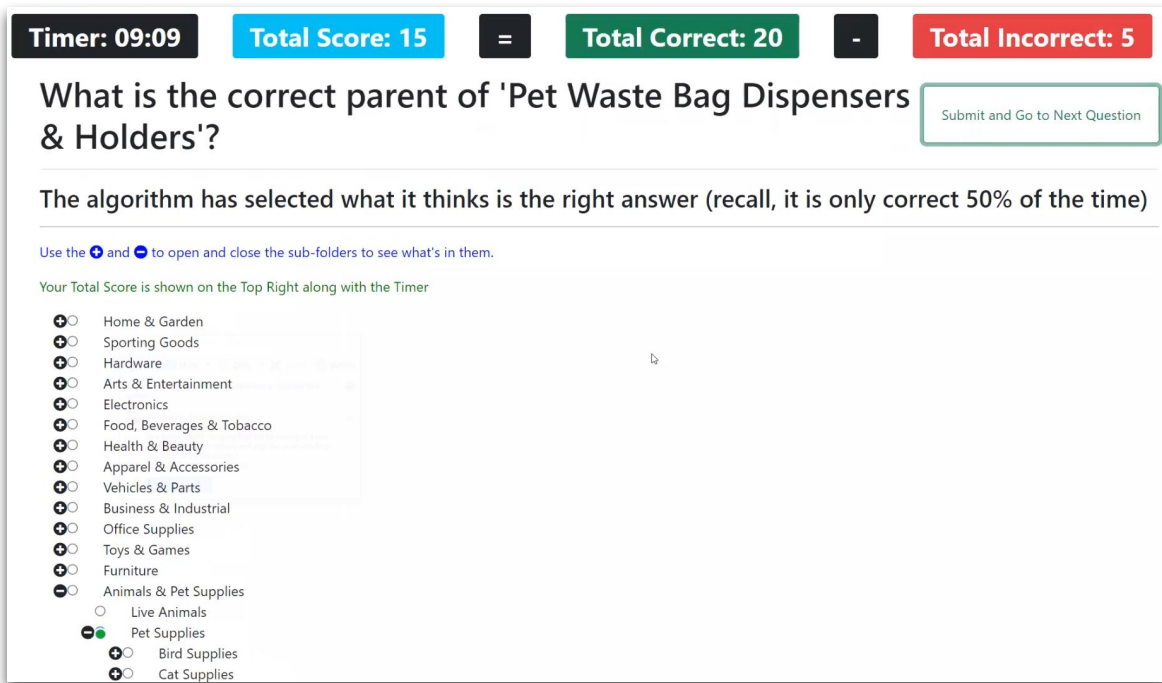 Timer: 09:09 Total Score: 15 = Total Correct: 20 - Total Incorrect: 5
What is the correct parent of 'Pet Waste Bag Dispensers
& Holders'?
Submit and Go to Next Question
The algorithm has selected what it thinks is the right answer (recall, it is only correct 50% of the time)
Use the + and - to open and close the sub-folders to see what's in them.
Your Total Score is shown on the Top Right along with the Timer
Home & Garden
Sporting Goods
Hardware
Arts & Entertainment
Electronics
Food, Beverages & Tobacco
Health & Beauty
Apparel & Accessories
Vehicles & Parts
Business & Industrial
Office Supplies
Toys & Games
Furniture
Animals & Pet Supplies
Live Animals
Pet Supplies
Bird Supplies
Cat Supplies